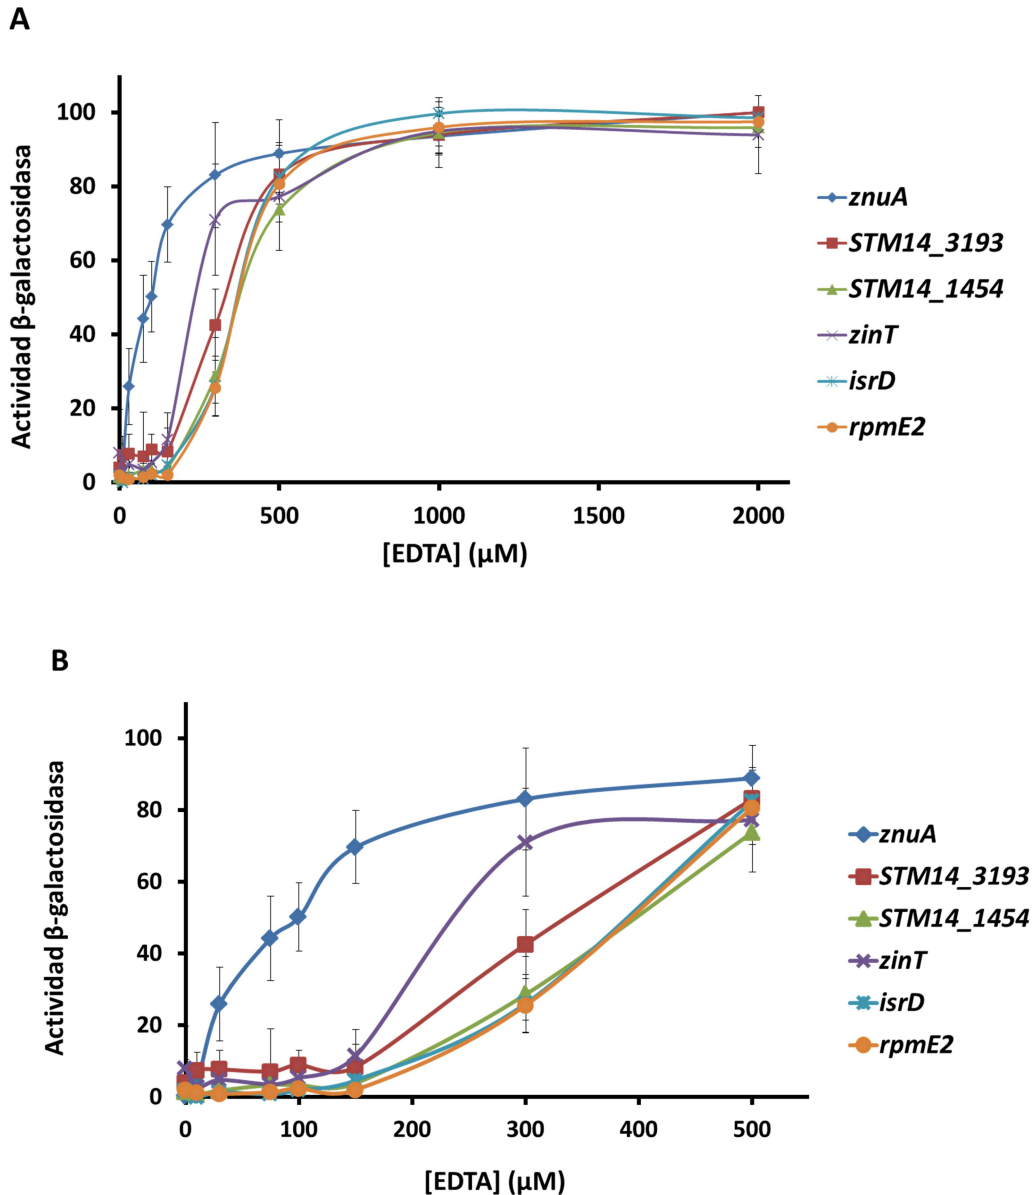 A
100
80
60
40
20
0
Actividad β-galactosidasa
0 500 1000 1500 2000
[EDTA] (µM)
znuA
STM14_3193
STM14_1454
zinT
isrD
rpmE2
B
100
80
60
40
20
0
Actividad β-galactosidasa
0 100 200 300 400 500
[EDTA] (µM)
znuA
STM14_3193
STM14_1454
zinT
isrD
rpmE2